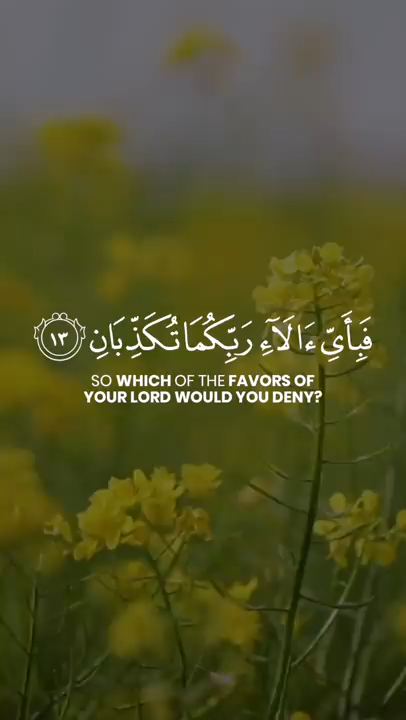 فَبِأَيِّ ءَالَآءِ رَبِّكُمَا تُكَذِّبَانِ ١٣
SO WHICH OF THE FAVORS OF
YOUR LORD WOULD YOU DENY?